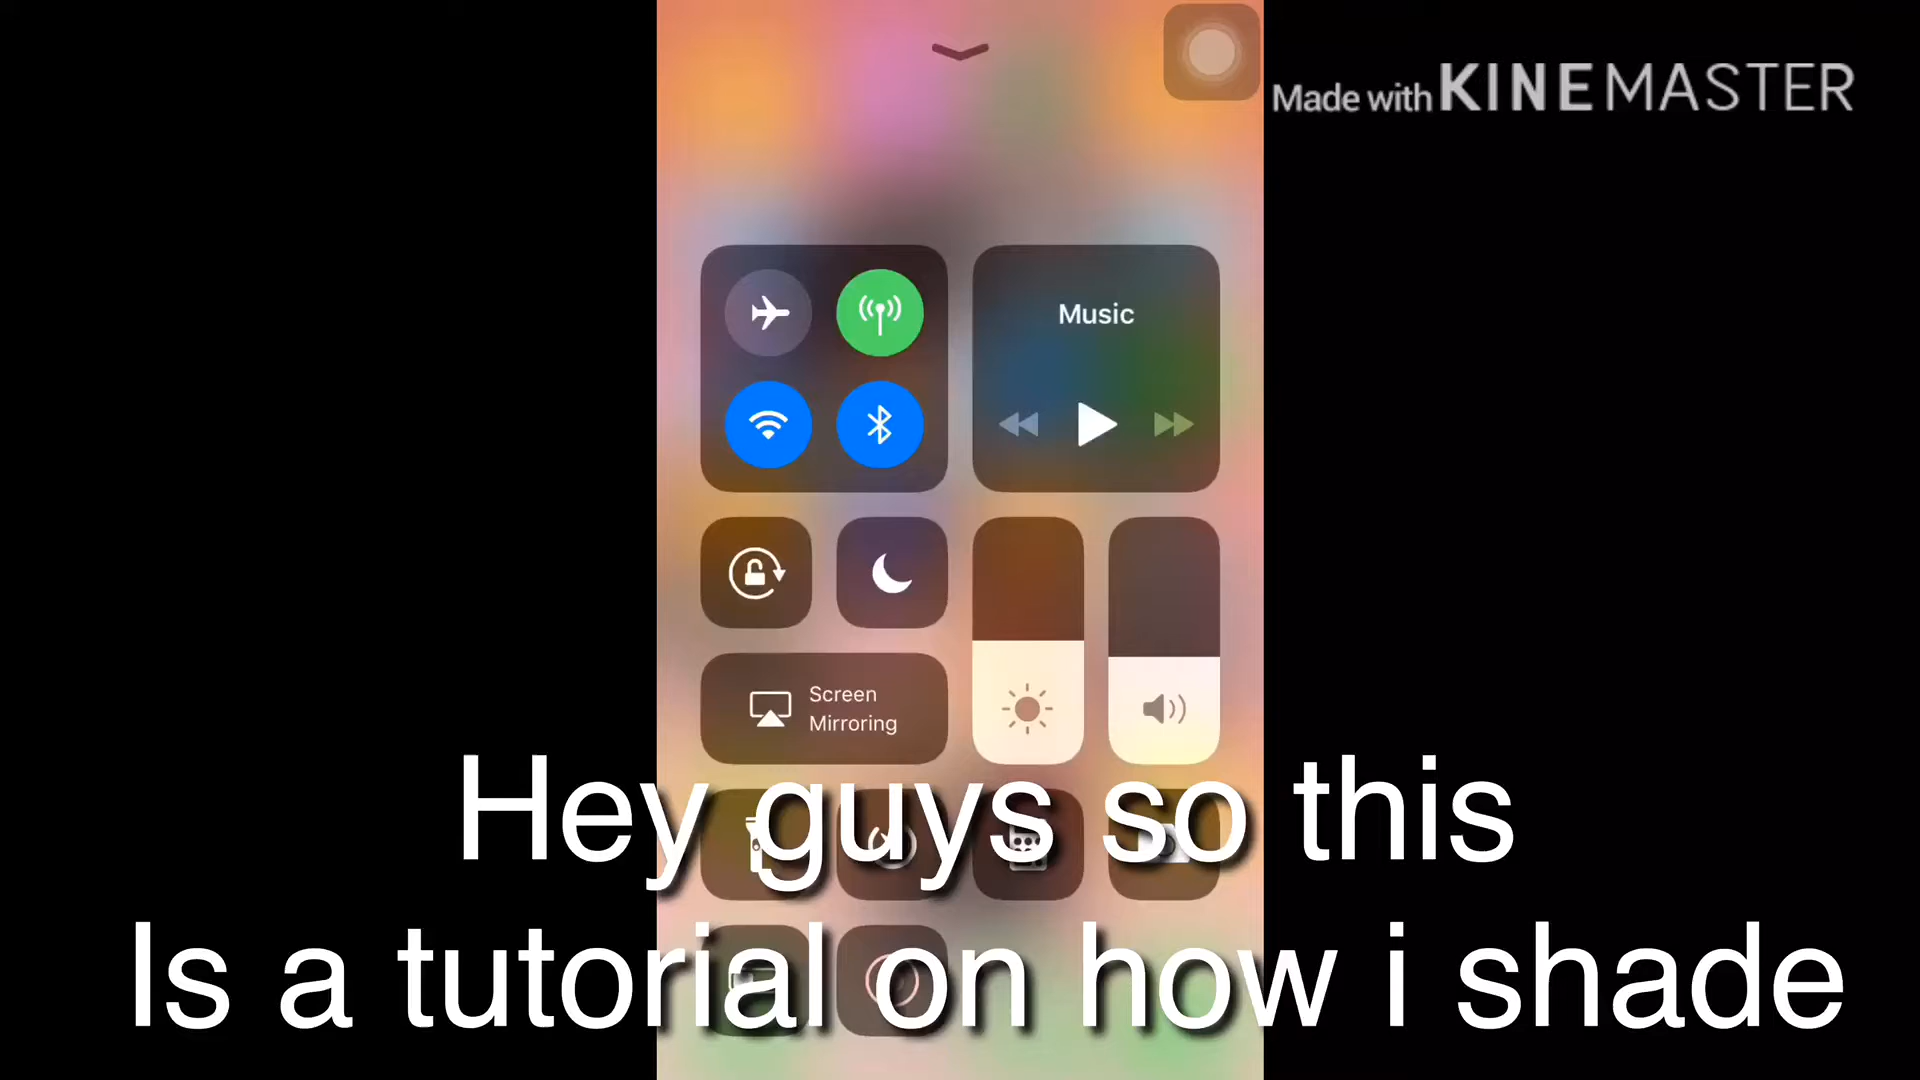 Made with KINEMASTER
Music
Screen
Mirroring
Hey guys so this
Is a tutorial on how i shade